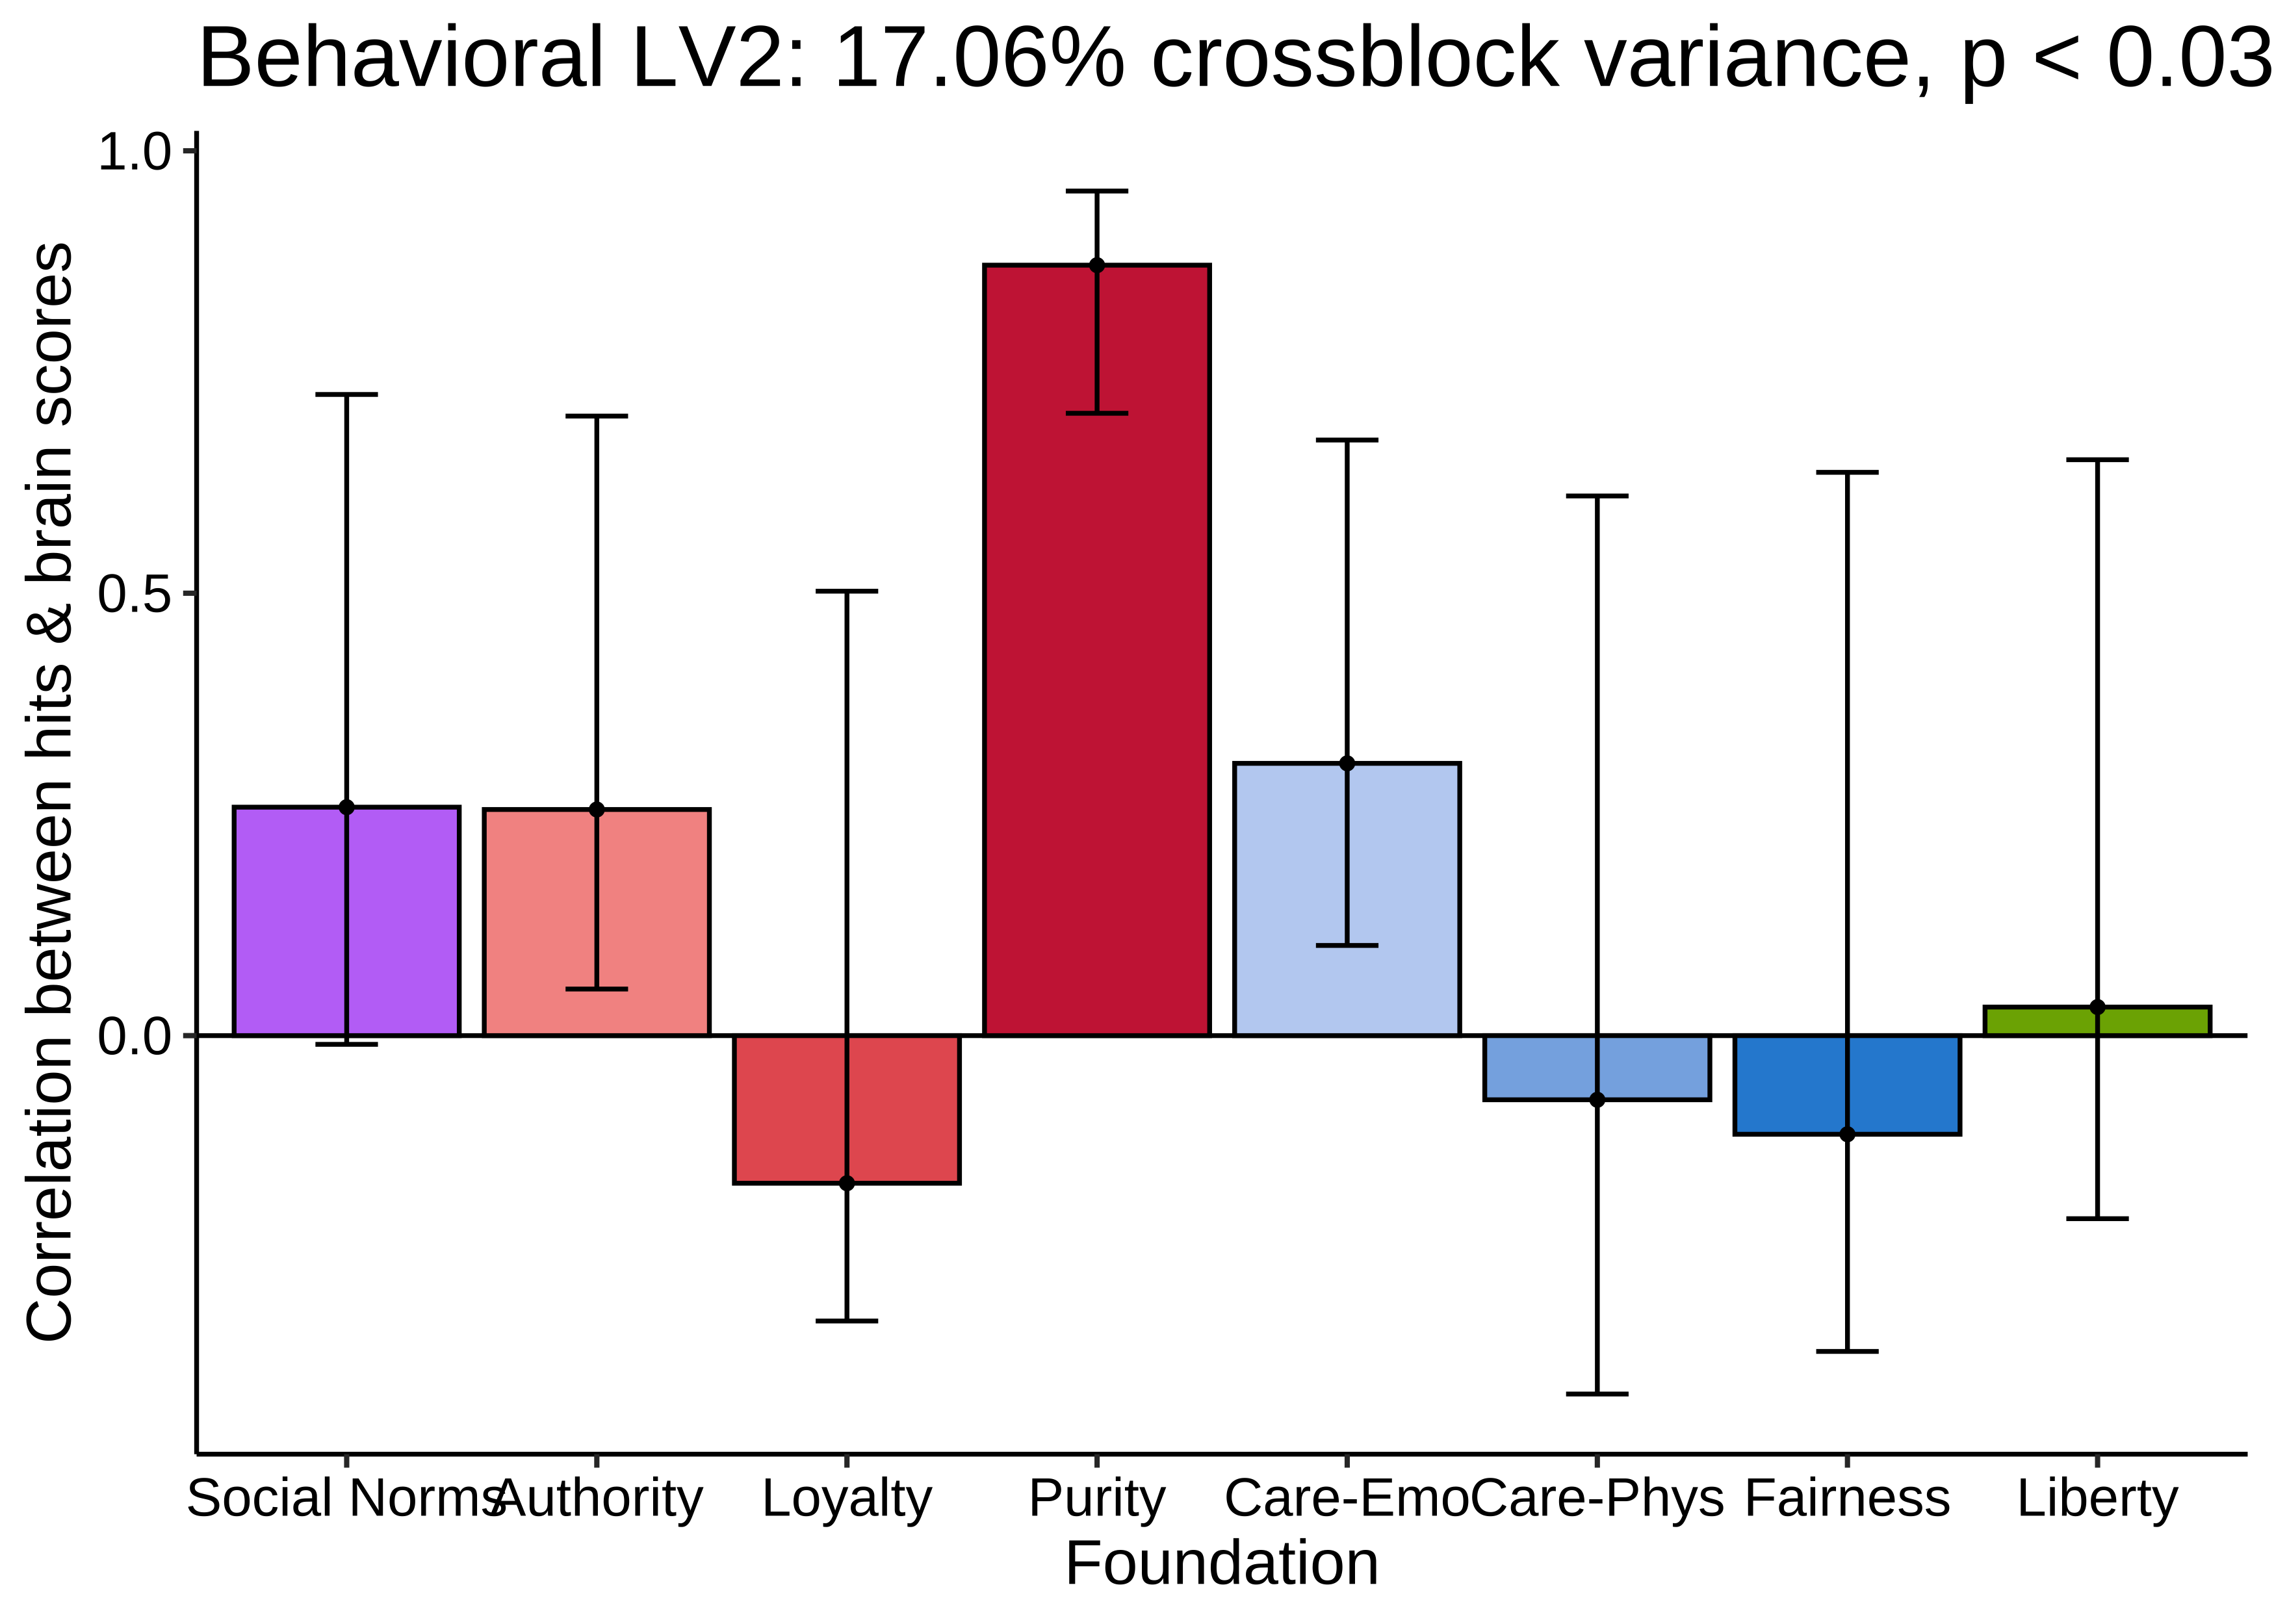 Behavioral LV2: 17.06% crossblock variance, p < 0.03
Correlation between hits & brain scores
1.0
0.5
0.0
Social Norms Authority Loyalty Purity Care-Emo Care-Phys Fairness Liberty
Foundation